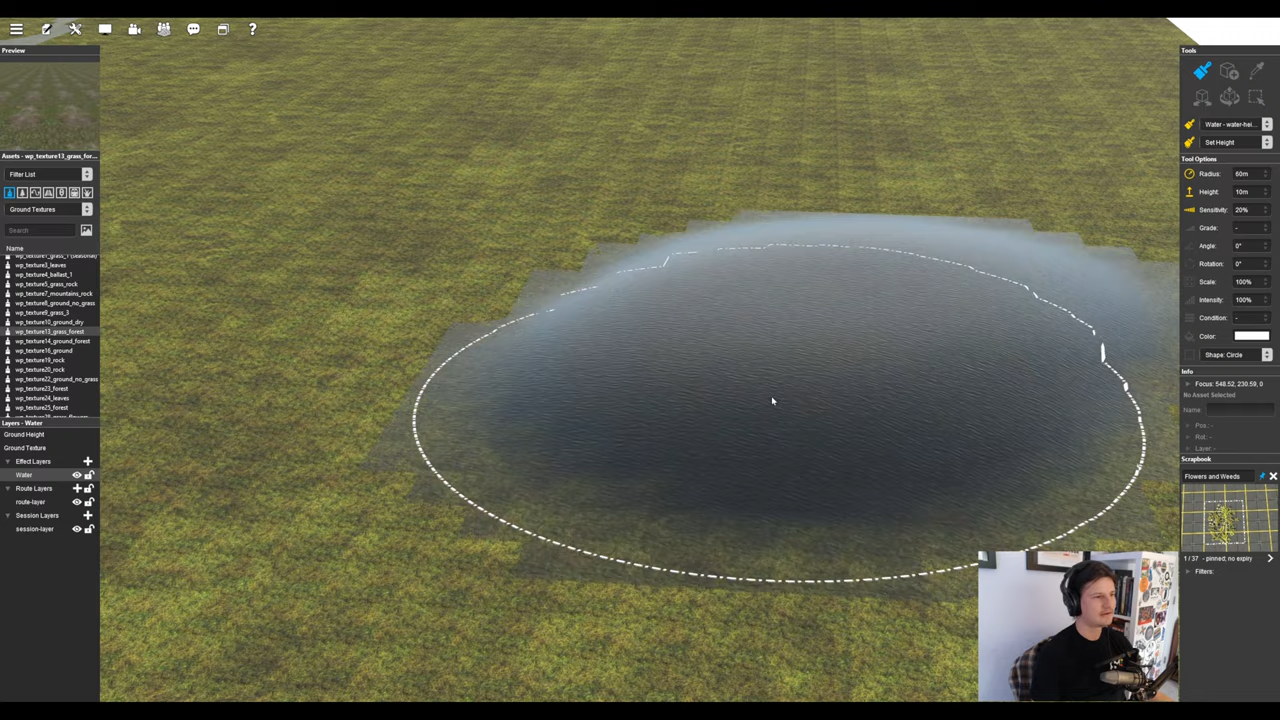 Preview
Assets - wp_texture13_grass_for...
Filter List
Ground Textures
Search
Name
wp_texture1_grass_1 (seasonal)
wp_texture3_leaves
wp_texture4_ballast_1
wp_texture5_grass_rock
wp_texture7_mountains_rock
wp_texture8_ground_no_grass
wp_texture9_grass_3
wp_texture10_ground_dry
wp_texture13_grass_forest
wp_texture14_ground_forest
wp_texture16_ground
wp_texture19_rock
wp_texture20_rock
wp_texture22_ground_no_grass
wp_texture23_forest
wp_texture24_leaves
wp_texture25_forest
Layers - Water
Ground Height
Ground Texture
Effect Layers
Water
Route Layers
route-layer
Session Layers
session-layer
Tools
Water - water-hei...
Set Height
Tool Options
Radius: 60m
Height: 10m
Sensitivity: 20%
Grade: -
Angle: 0°
Rotation: 0°
Scale: 100%
Intensity: 100%
Condition: -
Color:
Shape: Circle
Info
Focus: 548.52, 230.59, 0
No Asset Selected
Name:
Pos.: -
Rot.: -
Layer: -
Scrapbook
Flowers and Weeds
1 / 37 - pinned; no expiry
Filters: